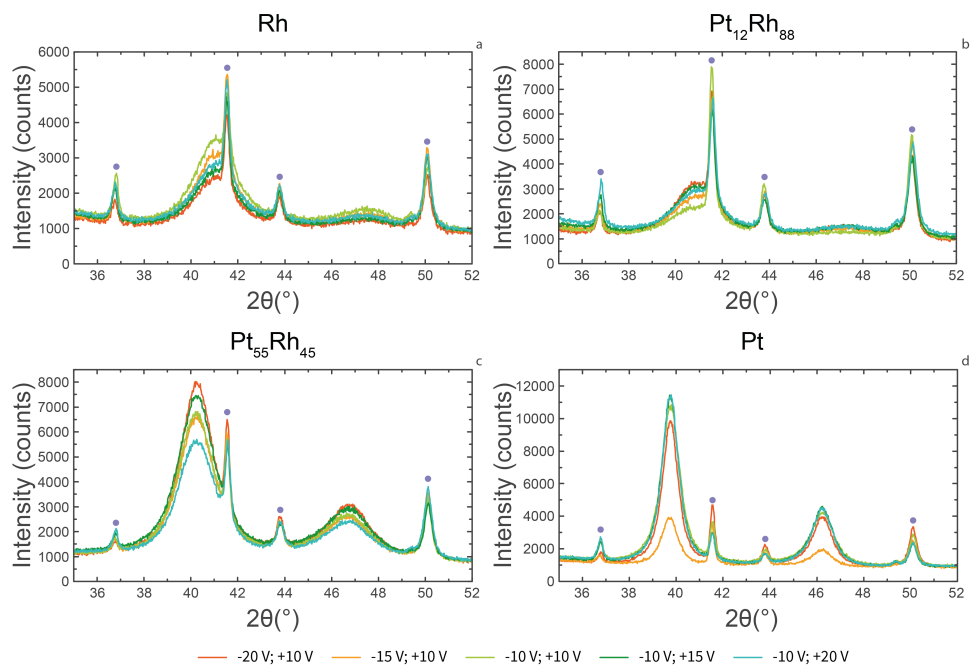 Rh
a
Intensity (counts)
6000
5000
4000
3000
2000
1000
0
36 38 40 42 44 46 48 50 52
2θ(°)
Pt₁₂Rh₈₈
b
Intensity (counts)
8000
7000
6000
5000
4000
3000
2000
1000
0
36 38 40 42 44 46 48 50 52
2θ(°)
Pt₅₅Rh₄₅
c
Intensity (counts)
8000
7000
6000
5000
4000
3000
2000
1000
0
36 38 40 42 44 46 48 50 52
2θ(°)
Pt
d
Intensity (counts)
12000
10000
8000
6000
4000
2000
0
36 38 40 42 44 46 48 50 52
2θ(°)
-20 V; +10 V -15 V; +10 V -10 V; +10 V -10 V; +15 V -10 V; +20 V